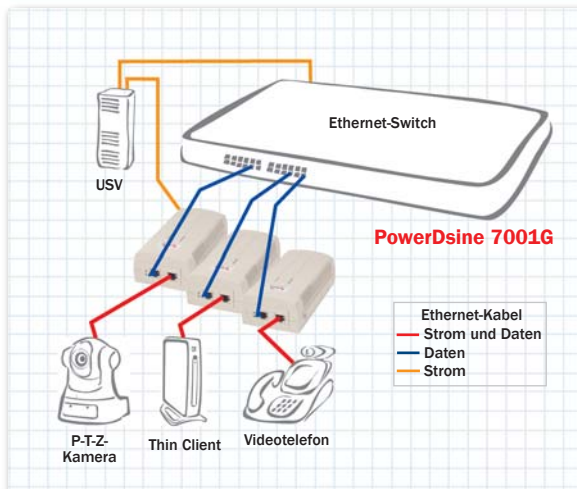 Ethernet-Switch
USV
PowerDsine 7001G
Ethernet-Kabel
Strom und Daten
Daten
Strom
P-T-Z-
Kamera
Thin Client
Videotelefon